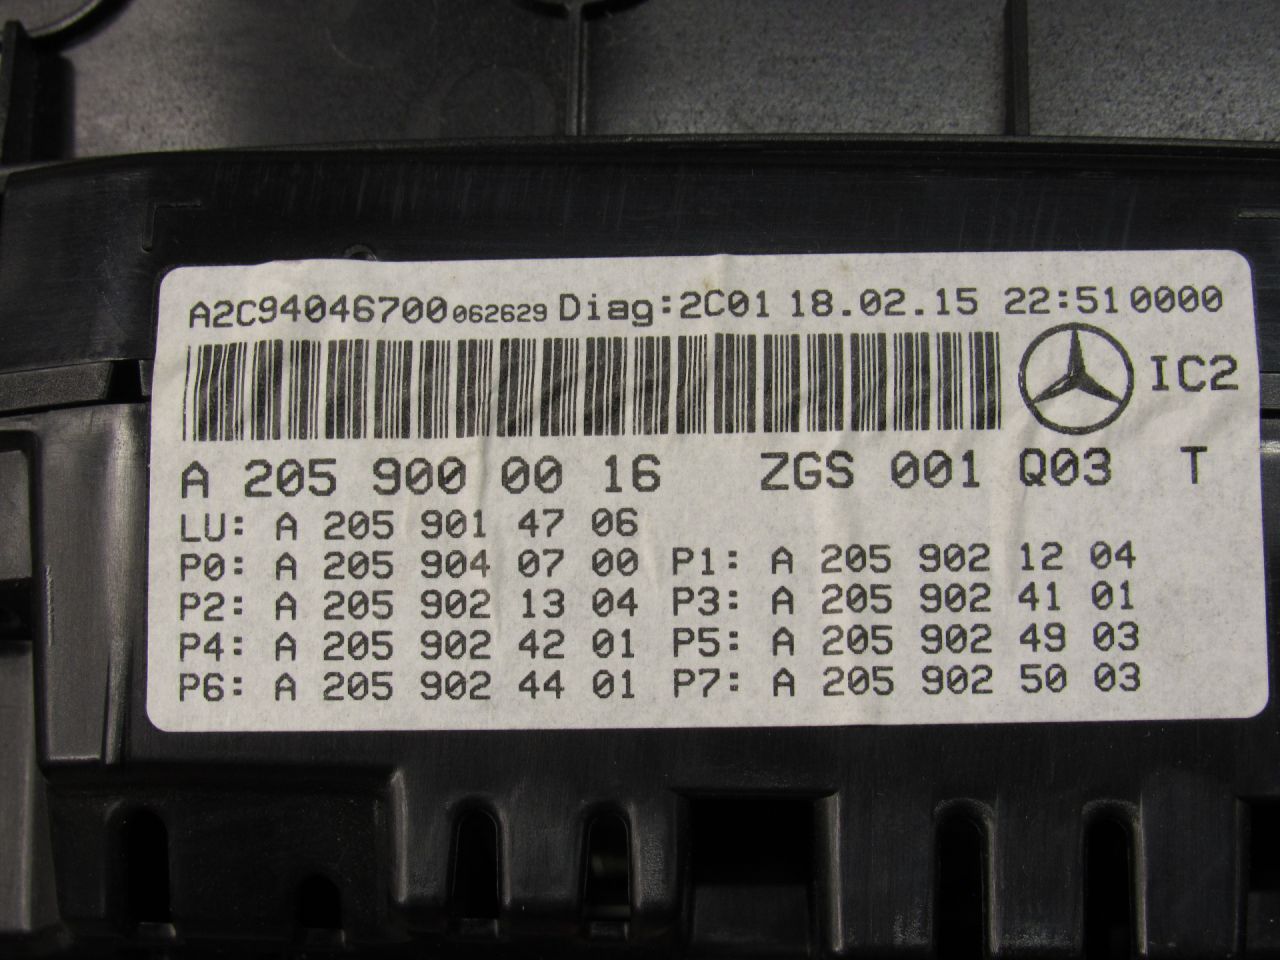 A2C94046700062629 Diag:2C01 18.02.15 22:51 0000
IC2
A 205 900 00 16 ZGS 001 Q03 T
LU: A 205 901 47 06
P0: A 205 904 07 00 P1: A 205 902 12 04
P2: A 205 902 13 04 P3: A 205 902 41 01
P4: A 205 902 42 01 P5: A 205 902 49 03
P6: A 205 902 44 01 P7: A 205 902 50 03